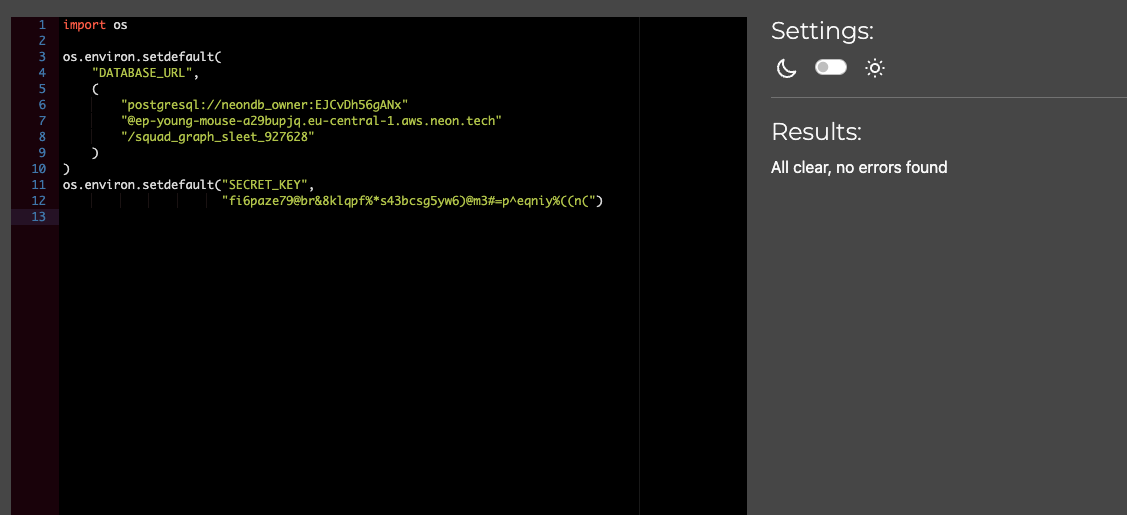 1 import os
2
3 os.environ.setdefault(
4 "DATABASE_URL",
5 (
6 "postgresql://neondb_owner:EJCvDh56gANx"
7 "@ep-young-mouse-a29bupjq.eu-central-1.aws.neon.tech"
8 "/squad_graph_sleet_927628"
9 )
10 )
11 os.environ.setdefault("SECRET_KEY",
12 "fi6paze79@br&8klqpf%*s43bcsg5yw6)@m3#=p^eqniy%((n(")
13
Settings:
Results:
All clear, no errors found